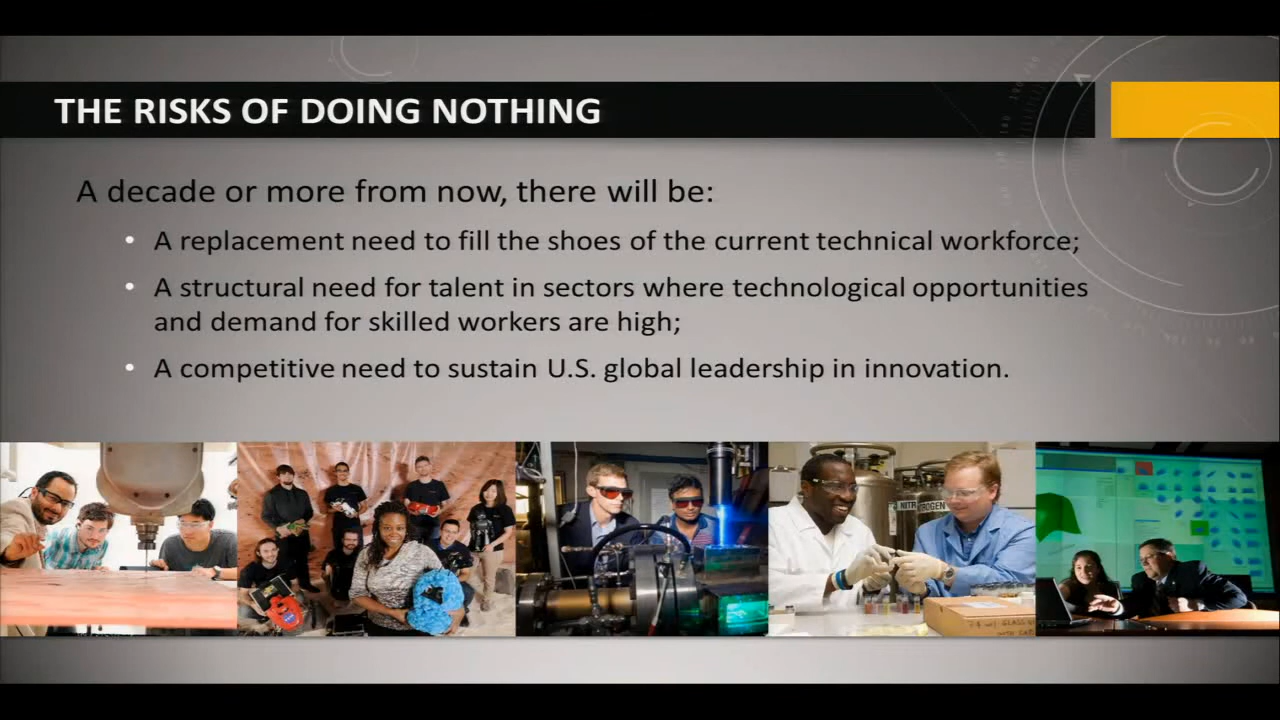 THE RISKS OF DOING NOTHING
A decade or more from now, there will be:
• A replacement need to fill the shoes of the current technical workforce;
• A structural need for talent in sectors where technological opportunities
and demand for skilled workers are high;
• A competitive need to sustain U.S. global leadership in innovation.